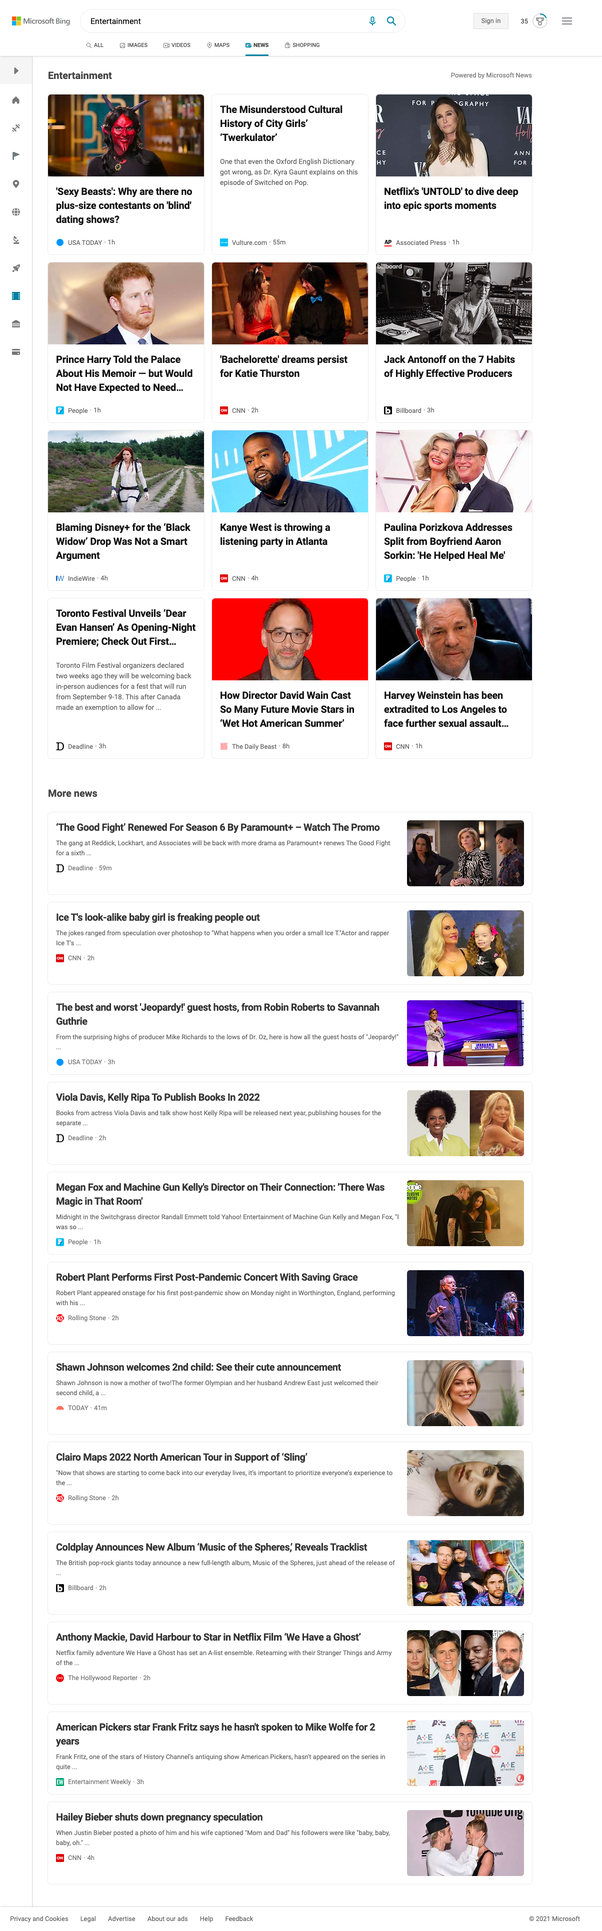 Microsoft Bing
Entertainment
Sign in
35
ALL
IMAGES
VIDEOS
MAPS
NEWS
SHOPPING
Entertainment
Powered by Microsoft News
'Sexy Beasts': Why are there no
plus-size contestants on 'blind'
dating shows?
USA TODAY · 1h
The Misunderstood Cultural
History of City Girls'
'Twerkulator'
One that even the Oxford English Dictionary
got wrong, as Dr. Kyra Gaunt explains on this
episode of Switched on Pop.
Vulture.com · 55m
Netflix's 'UNTOLD' to dive deep
into epic sports moments
AP Associated Press · 1h
Prince Harry Told the Palace
About His Memoir — but Would
Not Have Expected to Need...
People · 1h
'Bachelorette' dreams persist
for Katie Thurston
CNN · 2h
billboard
Jack Antonoff on the 7 Habits
of Highly Effective Producers
Billboard · 3h
Blaming Disney+ for the 'Black
Widow' Drop Was Not a Smart
Argument
IW IndieWire · 4h
Kanye West is throwing a
listening party in Atlanta
CNN · 4h
Paulina Porizkova Addresses
Split from Boyfriend Aaron
Sorkin: 'He Helped Heal Me'
People · 1h
Toronto Festival Unveils 'Dear
Evan Hansen' As Opening-Night
Premiere; Check Out First...
Toronto Film Festival organizers declared
two weeks ago they will be welcoming back
in-person audiences for a fest that will run
from September 9-18. This after Canada
made an exemption to allow for ...
Deadline · 3h
How Director David Wain Cast
So Many Future Movie Stars in
'Wet Hot American Summer'
The Daily Beast · 8h
Harvey Weinstein has been
extradited to Los Angeles to
face further sexual assault...
CNN · 1h
More news
'The Good Fight' Renewed For Season 6 By Paramount+ – Watch The Promo
The gang at Reddick, Lockhart, and Associates will be back with more drama as Paramount+ renews The Good Fight
for a sixth ...
Deadline · 59m
Ice T's look-alike baby girl is freaking people out
The jokes ranged from speculation over photoshop to "What happens when you order a small Ice T."Actor and rapper
Ice T's ...
CNN · 2h
The best and worst 'Jeopardy!' guest hosts, from Robin Roberts to Savannah
Guthrie
From the surprising highs of producer Mike Richards to the lows of Dr. Oz, here is how all the guest hosts of "Jeopardy!"
...
USA TODAY · 3h
Viola Davis, Kelly Ripa To Publish Books In 2022
Books from actress Viola Davis and talk show host Kelly Ripa will be released next year, publishing houses for the
separate ...
Deadline · 2h
Megan Fox and Machine Gun Kelly's Director on Their Connection: 'There Was
Magic in That Room'
Midnight in the Switchgrass director Randall Emmett told Yahoo! Entertainment of Machine Gun Kelly and Megan Fox, "I
was so ...
People · 1h
Robert Plant Performs First Post-Pandemic Concert With Saving Grace
Robert Plant appeared onstage for his first post-pandemic show on Monday night in Worthington, England, performing
with his ...
Rolling Stone · 2h
Shawn Johnson welcomes 2nd child: See their cute announcement
Shawn Johnson is now a mother of two!The former Olympian and her husband Andrew East just welcomed their
second child, a ...
TODAY · 41m
Clairo Maps 2022 North American Tour in Support of 'Sling'
"Now that shows are starting to come back into our everyday lives, it's important to prioritize everyone's experience to
the ...
Rolling Stone · 2h
Coldplay Announces New Album 'Music of the Spheres,' Reveals Tracklist
The British pop-rock giants today announce a new full-length album, Music of the Spheres, just ahead of the release of
...
Billboard · 2h
Anthony Mackie, David Harbour to Star in Netflix Film 'We Have a Ghost'
Netflix family adventure We Have a Ghost has set an A-list ensemble. Reteaming with their Stranger Things and Army
of the ...
The Hollywood Reporter · 2h
American Pickers star Frank Fritz says he hasn't spoken to Mike Wolfe for 2
years
Frank Fritz, one of the stars of History Channel's antiquing show American Pickers, hasn't appeared on the series in
quite ...
Entertainment Weekly · 3h
Hailey Bieber shuts down pregnancy speculation
When Justin Bieber posted a photo of him and his wife captioned "Mom and Dad" his followers were like "baby, baby,
baby, oh." ...
CNN · 4h
Privacy and Cookies
Legal
Advertise
About our ads
Help
Feedback
© 2021 Microsoft